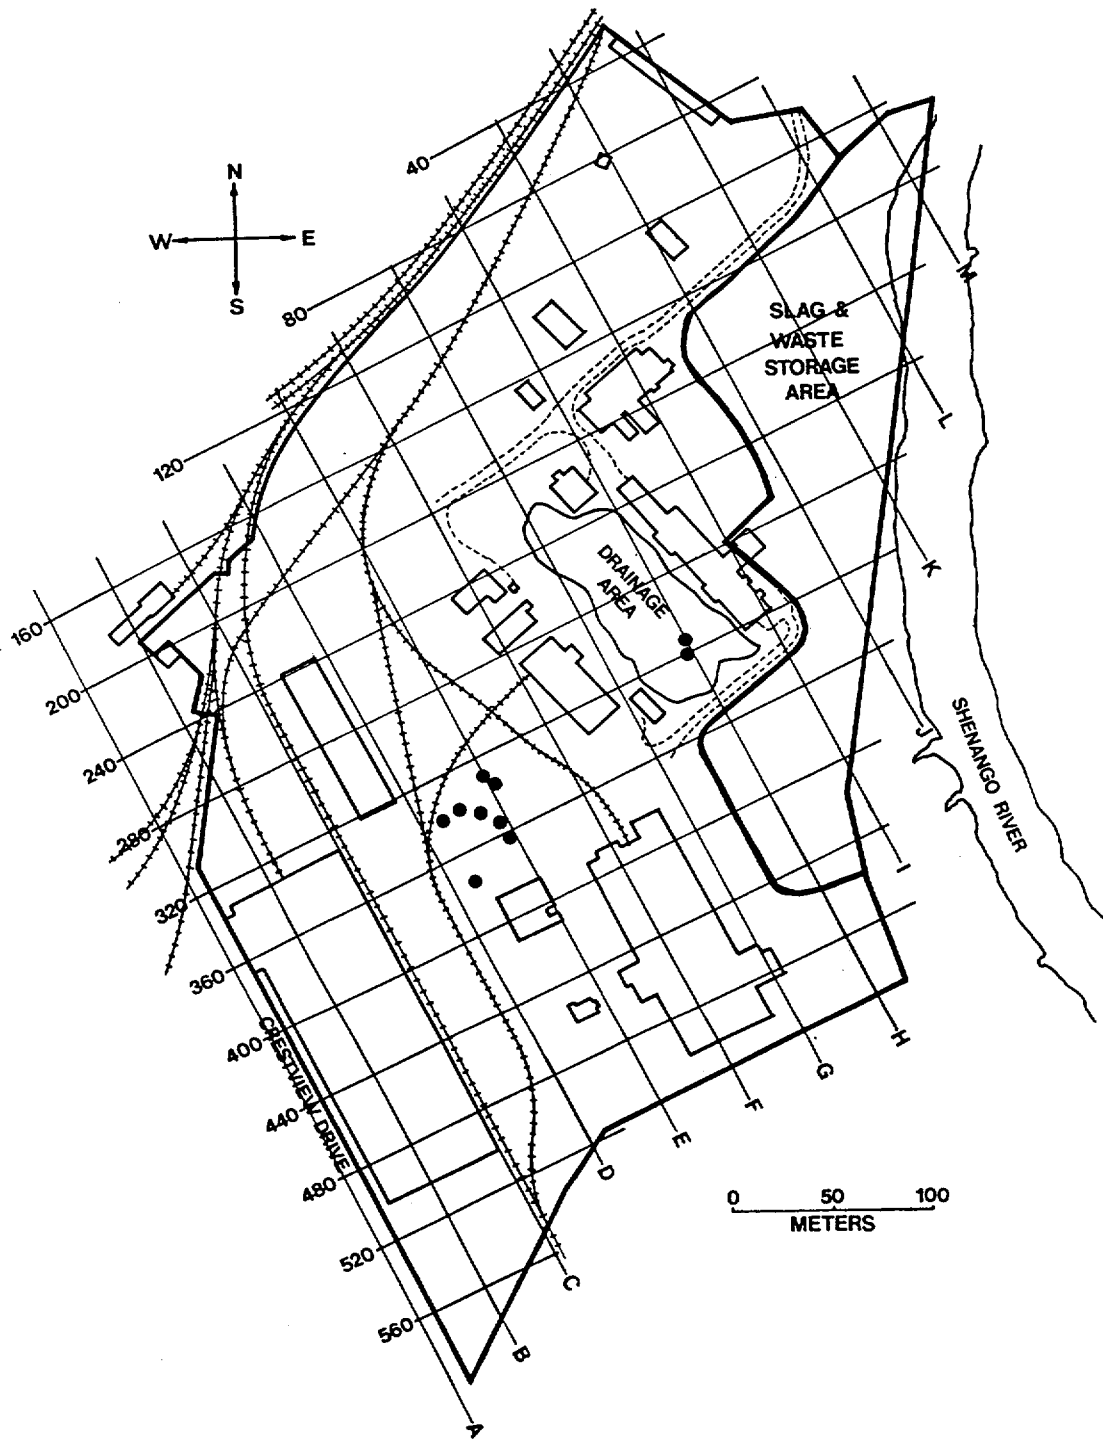 40
N
W E
S
M
80
SLAG &
WASTE
STORAGE
AREA
L
120
DRAINAGE
AREA
K
160
200
J
SHENANGO RIVER
240
280
I
320
360
CRESTVIEW DRIVE
400
H
G
440
F
E
480
D
0 50 100
METERS
520
C
560
B
A